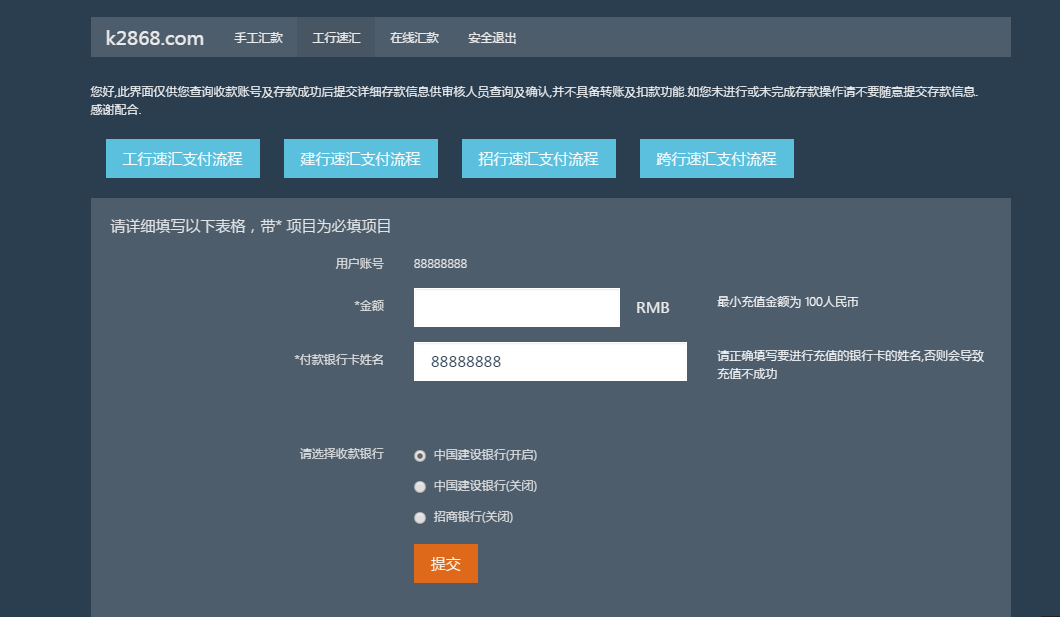 k2868.com 手工汇款 工行速汇 在线汇款 安全退出
您好,此界面仅供您查询收款账号及存款成功后提交详细存款信息供审核人员查询及确认,并不具备转账及扣款功能.如您未进行或未完成存款操作请不要随意提交存款信息.
感谢配合.
工行速汇支付流程 建行速汇支付流程 招行速汇支付流程 跨行速汇支付流程
请详细填写以下表格，带* 项目为必填项目
用户账号 88888888
*金额 RMB 最小充值金额为 100人民币
*付款银行卡姓名 88888888 请正确填写要进行充值的银行卡的姓名,否则会导致
充值不成功
请选择收款银行 中国建设银行(开启)
中国建设银行(关闭)
招商银行(关闭)
提交